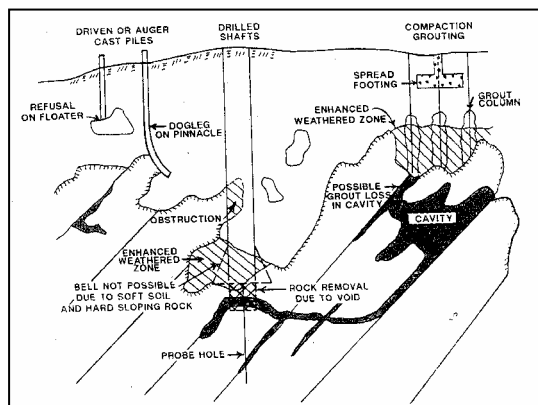 DRIVEN OR AUGER
CAST PILES
DRILLED
SHAFTS
COMPACTION
GROUTING
SPREAD
FOOTING
GROUT
COLUMN
REFUSAL
ON FLOATER
DOGLEG
ON PINNACLE
ENHANCED
WEATHERED ZONE
OBSTRUCTION
POSSIBLE
GROUT LOSS
IN CAVITY
CAVITY
ENHANCED
WEATHERED
ZONE
BELL NOT POSSIBLE
DUE TO SOFT SOIL
AND HARD SLOPING ROCK
ROCK REMOVAL
DUE TO VOID
PROBE HOLE